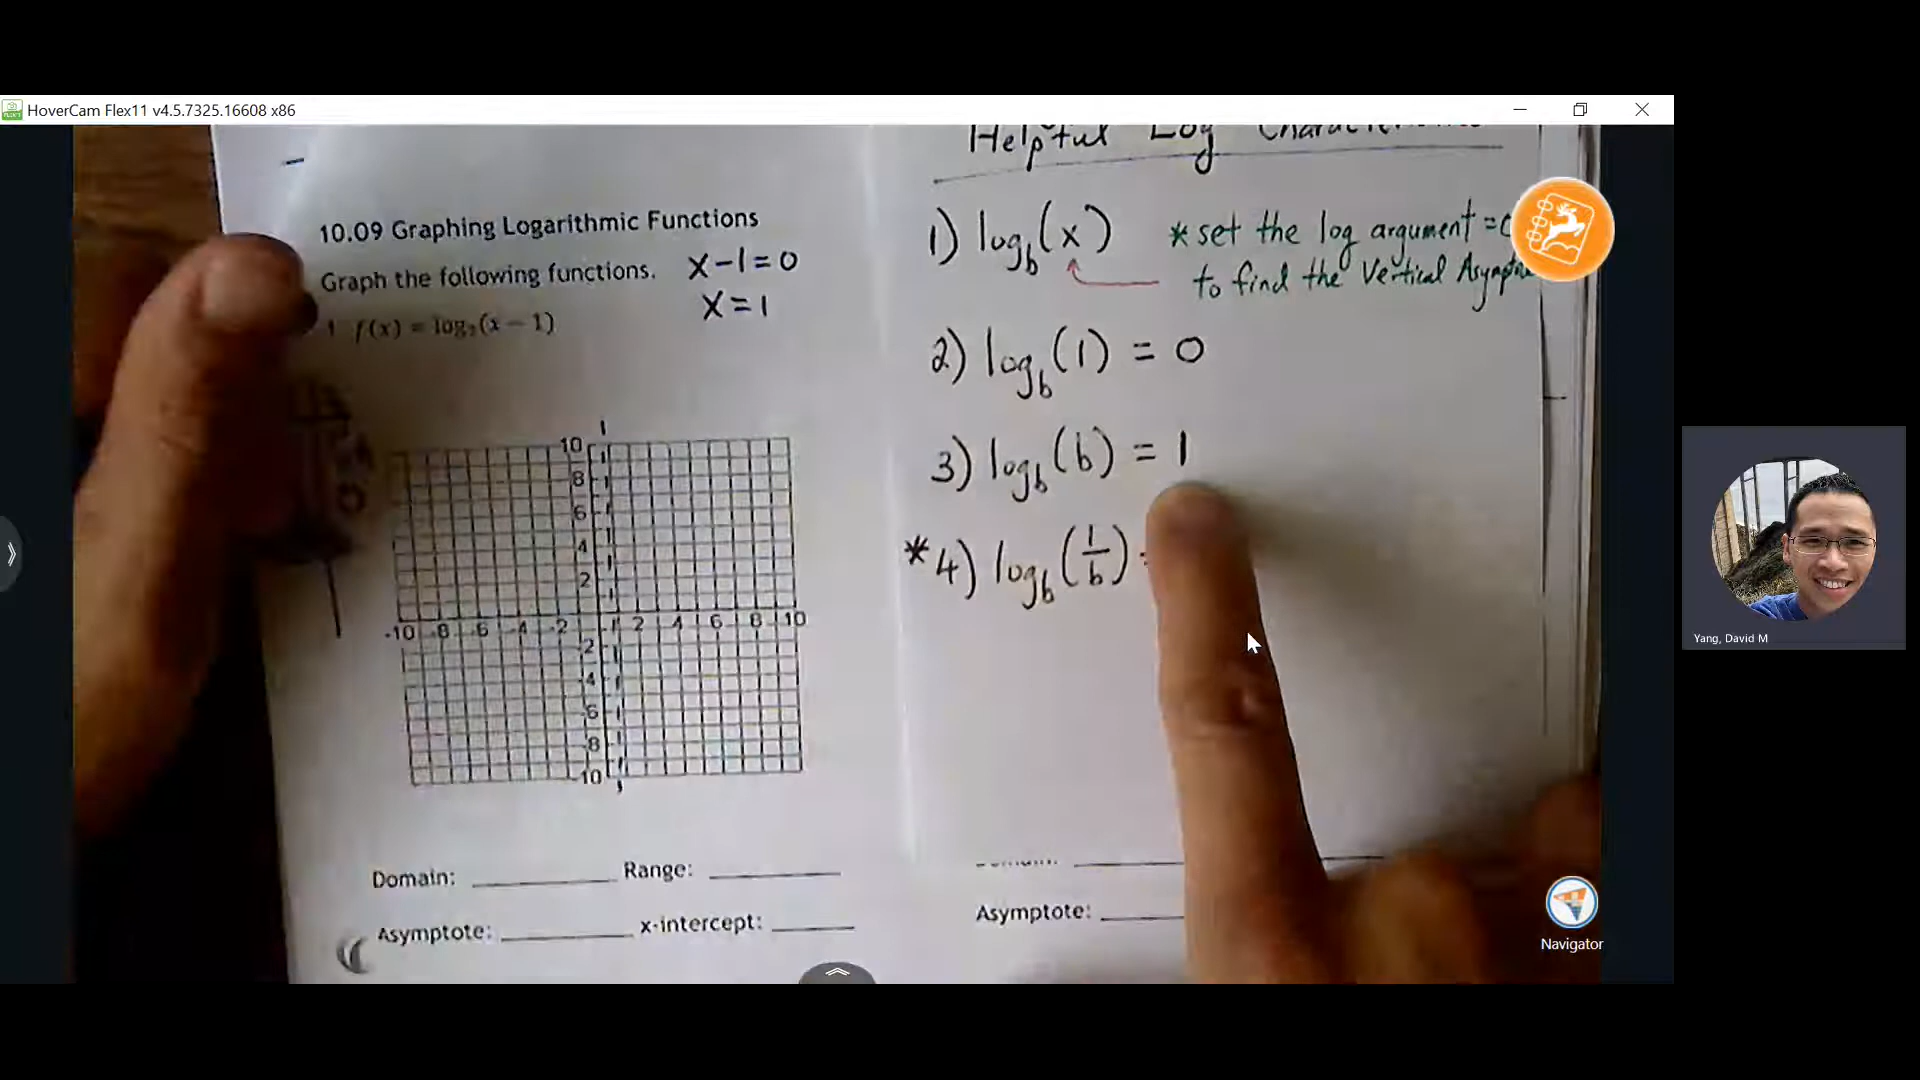 HoverCam Flex11 v4.5.7325.16608 x86
Helpful Log
10.09 Graphing Logarithmic Functions
Graph the following functions.
x-1=0
x=1
1 f(x) = log₂(x - 1)
10
8
6
4
2
-10 -8 -6 -4 -2 2 4 6 8 10
-2
-4
-6
-8
-10
Domain: Range:
Asymptote: x-intercept:
1) log_b(x) *set the log argument =0
to find the Vertical
2) log_b(1) = 0
3) log_b(b) = 1
*4) log_b(1/b)
Asymptote:
Navigator
Yang, David M